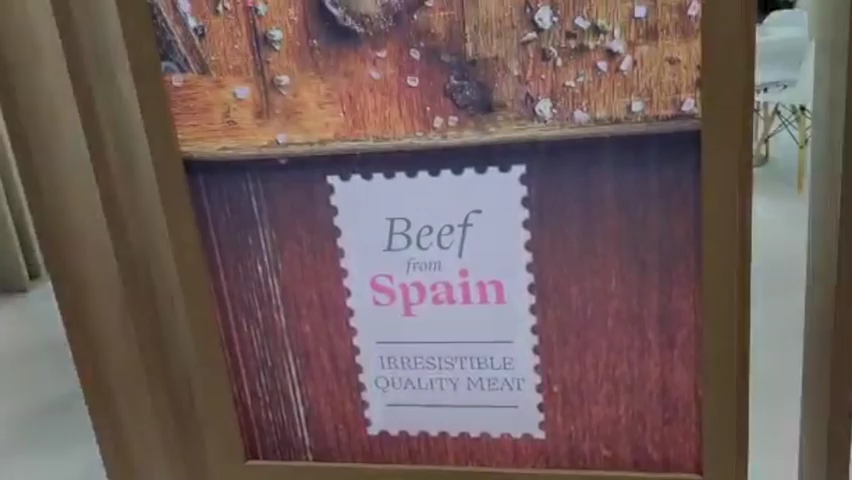 Beef
from
Spain
IRRESISTIBLE
QUALITY MEAT